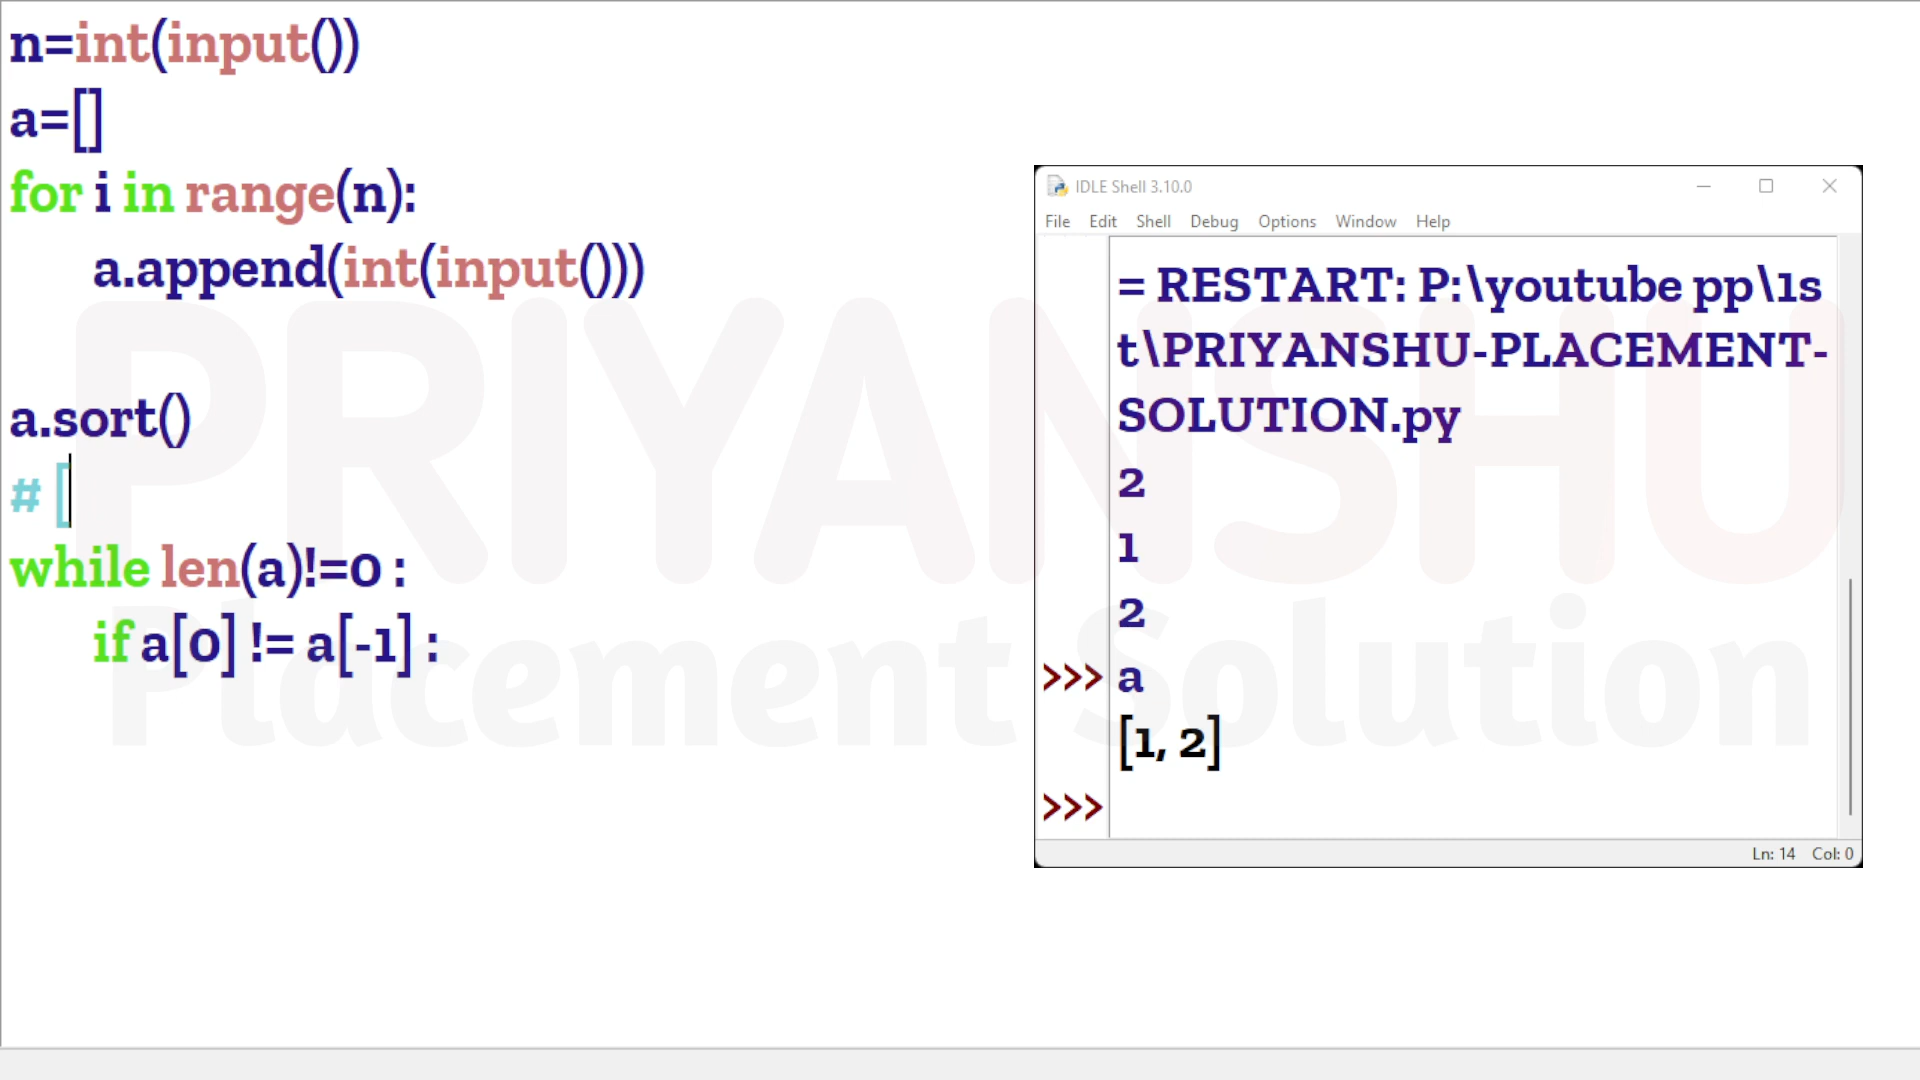 n=int(input())
a=[]
for i in range(n):
a.append(int(input()))
a.sort()
# [
while len(a)!=0 :
if a[0] != a[-1] :
PRIYANSHU
Placement Solution
IDLE Shell 3.10.0
File Edit Shell Debug Options Window Help
= RESTART: P:\youtube pp\1s
t\PRIYANSHU-PLACEMENT-
SOLUTION.py
2
1
2
>>> a
[1, 2]
>>>
Ln: 14 Col: 0